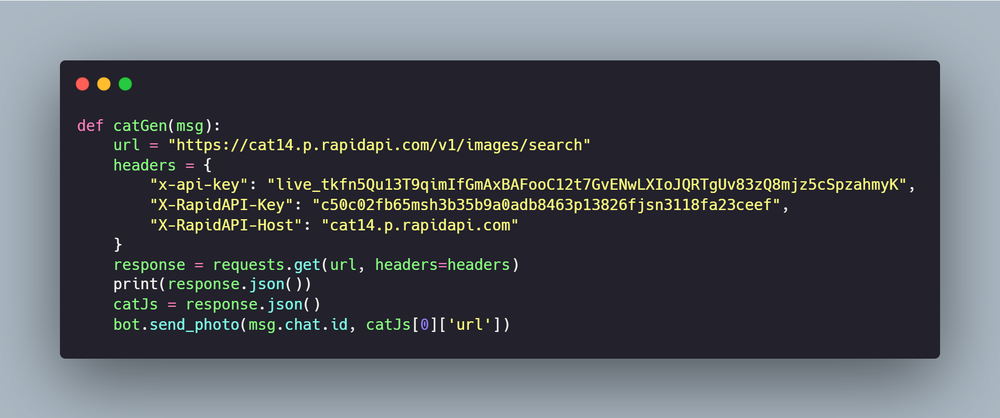 def catGen(msg):
    url = "https://cat14.p.rapidapi.com/v1/images/search"
    headers = {
        "x-api-key": "live_tkfn5Qu13T9qimIfGmAxBAFooC12t7GvENwLXIoJQRTgUv83zQ8mjz5cSpzahmyK",
        "X-RapidAPI-Key": "c50c02fb65msh3b35b9a0adb8463p13826fjsn3118fa23ceef",
        "X-RapidAPI-Host": "cat14.p.rapidapi.com"
    }
    response = requests.get(url, headers=headers)
    print(response.json())
    catJs = response.json()
    bot.send_photo(msg.chat.id, catJs[0]['url'])